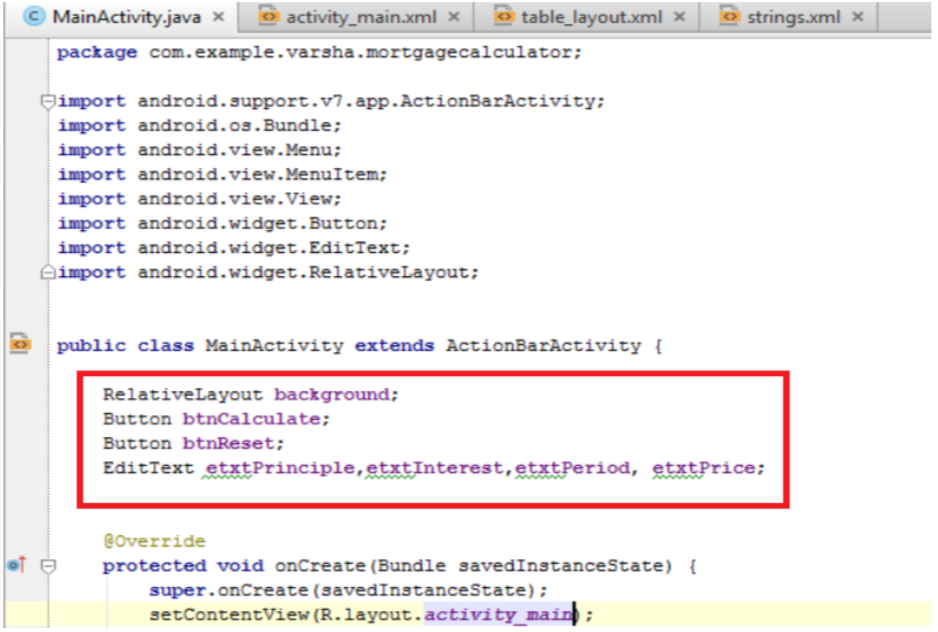 MainActivity.java × activity_main.xml × table_layout.xml × strings.xml ×
package com.example.varsha.mortgagecalculator;
import android.support.v7.app.ActionBarActivity;
import android.os.Bundle;
import android.view.Menu;
import android.view.MenuItem;
import android.view.View;
import android.widget.Button;
import android.widget.EditText;
import android.widget.RelativeLayout;
public class MainActivity extends ActionBarActivity {
RelativeLayout background;
Button btnCalculate;
Button btnReset;
EditText etxtPrinciple,etxtInterest,etxtPeriod, etxtPrice;
@Override
protected void onCreate(Bundle savedInstanceState) {
super.onCreate(savedInstanceState);
setContentView(R.layout.activity_main);